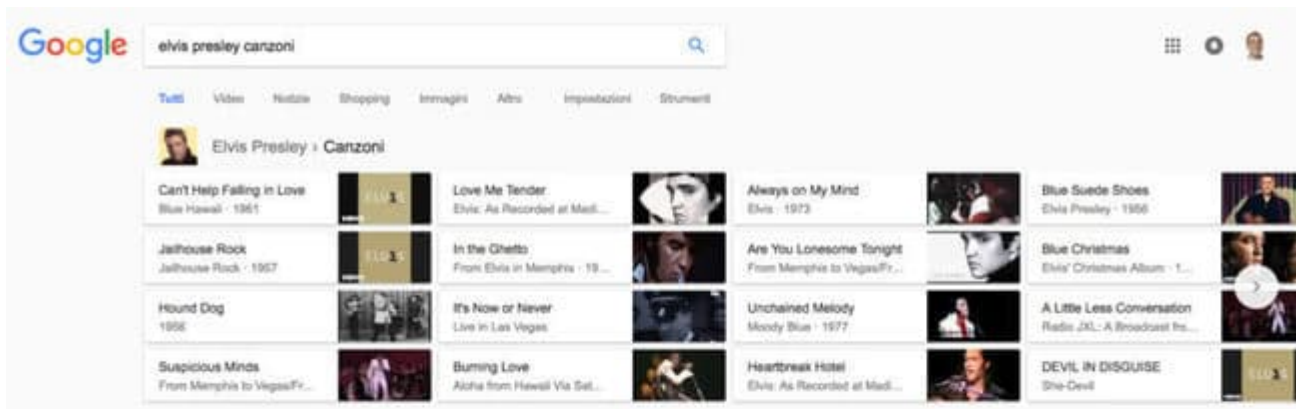 Google
elvis presley canzoni
Tutti Video Notizie Shopping Immagini Altro Impostazioni Strumenti
Elvis Presley › Canzoni
Can't Help Falling in Love
Blue Hawaii · 1961
Love Me Tender
Elvis: As Recorded at Madi...
Always on My Mind
Elvis · 1973
Blue Suede Shoes
Elvis Presley · 1956
Jailhouse Rock
Jailhouse Rock · 1957
In the Ghetto
From Elvis in Memphis · 19...
Are You Lonesome Tonight
From Memphis to Vegas/Fr...
Blue Christmas
Elvis' Christmas Album · 1...
Hound Dog
1956
It's Now or Never
Live in Las Vegas
Unchained Melody
Moody Blue · 1977
A Little Less Conversation
Radio JXL: A Broadcast fro...
Suspicious Minds
From Memphis to Vegas/Fr...
Burning Love
Aloha from Hawaii Via Sat...
Heartbreak Hotel
Elvis: As Recorded at Madi...
DEVIL IN DISGUISE
She-Devil